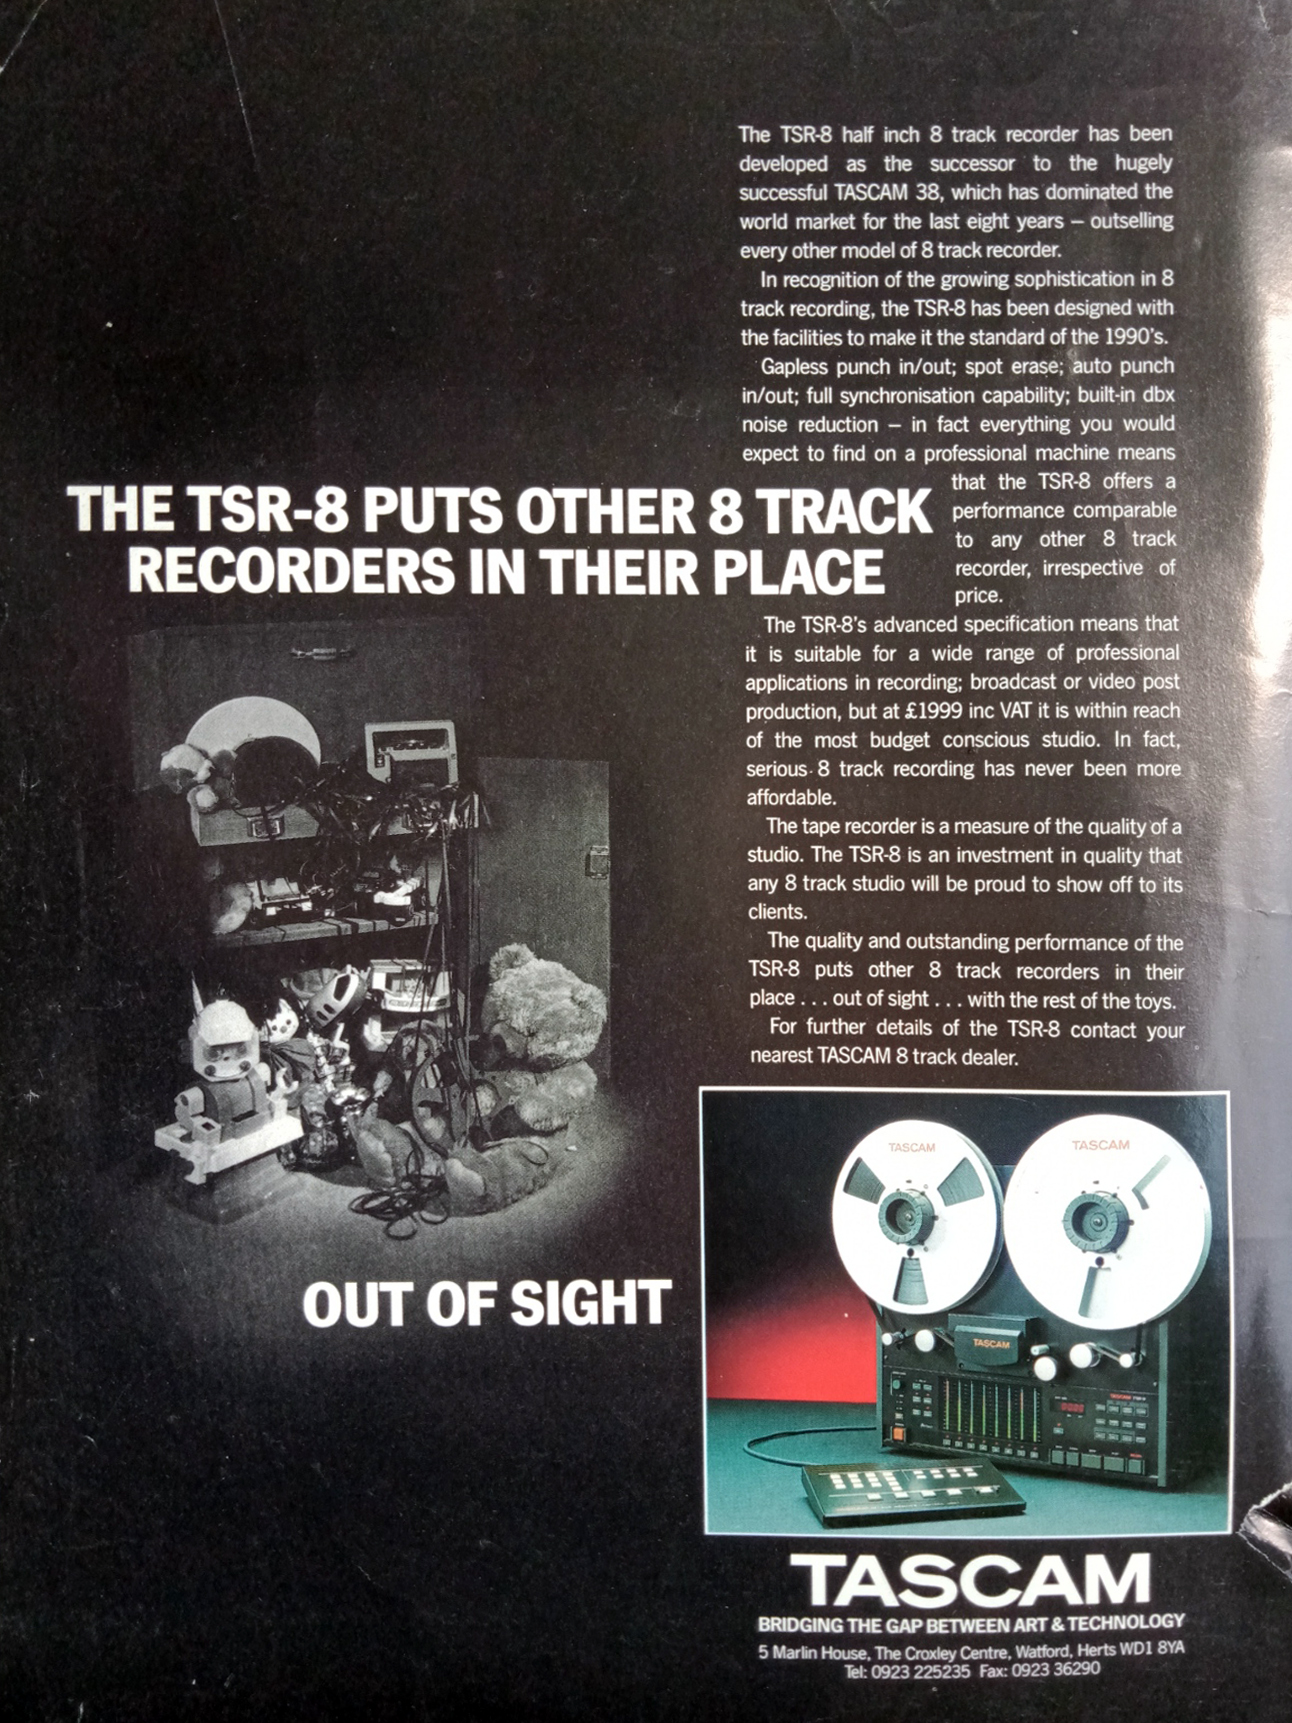 The TSR-8 half inch 8 track recorder has been
developed as the successor to the hugely
successful TASCAM 38, which has dominated the
world market for the last eight years – outselling
every other model of 8 track recorder.
In recognition of the growing sophistication in 8
track recording, the TSR-8 has been designed with
the facilities to make it the standard of the 1990's.
Gapless punch in/out; spot erase; auto punch
in/out; full synchronisation capability; built-in dbx
noise reduction – in fact everything you would
expect to find on a professional machine means
that the TSR-8 offers a
performance comparable
to any other 8 track
recorder, irrespective of
price.
THE TSR-8 PUTS OTHER 8 TRACK
RECORDERS IN THEIR PLACE
The TSR-8's advanced specification means that
it is suitable for a wide range of professional
applications in recording; broadcast or video post
production, but at £1999 inc VAT it is within reach
of the most budget conscious studio. In fact,
serious 8 track recording has never been more
affordable.
The tape recorder is a measure of the quality of a
studio. The TSR-8 is an investment in quality that
any 8 track studio will be proud to show off to its
clients.
The quality and outstanding performance of the
TSR-8 puts other 8 track recorders in their
place . . . out of sight . . . with the rest of the toys.
For further details of the TSR-8 contact your
nearest TASCAM 8 track dealer.
OUT OF SIGHT
TASCAM
TASCAM
TASCAM
TASCAM
TASCAM
BRIDGING THE GAP BETWEEN ART & TECHNOLOGY
5 Marlin House, The Croxley Centre, Watford, Herts WD1 8YA
Tel: 0923 225235 Fax: 0923 36290